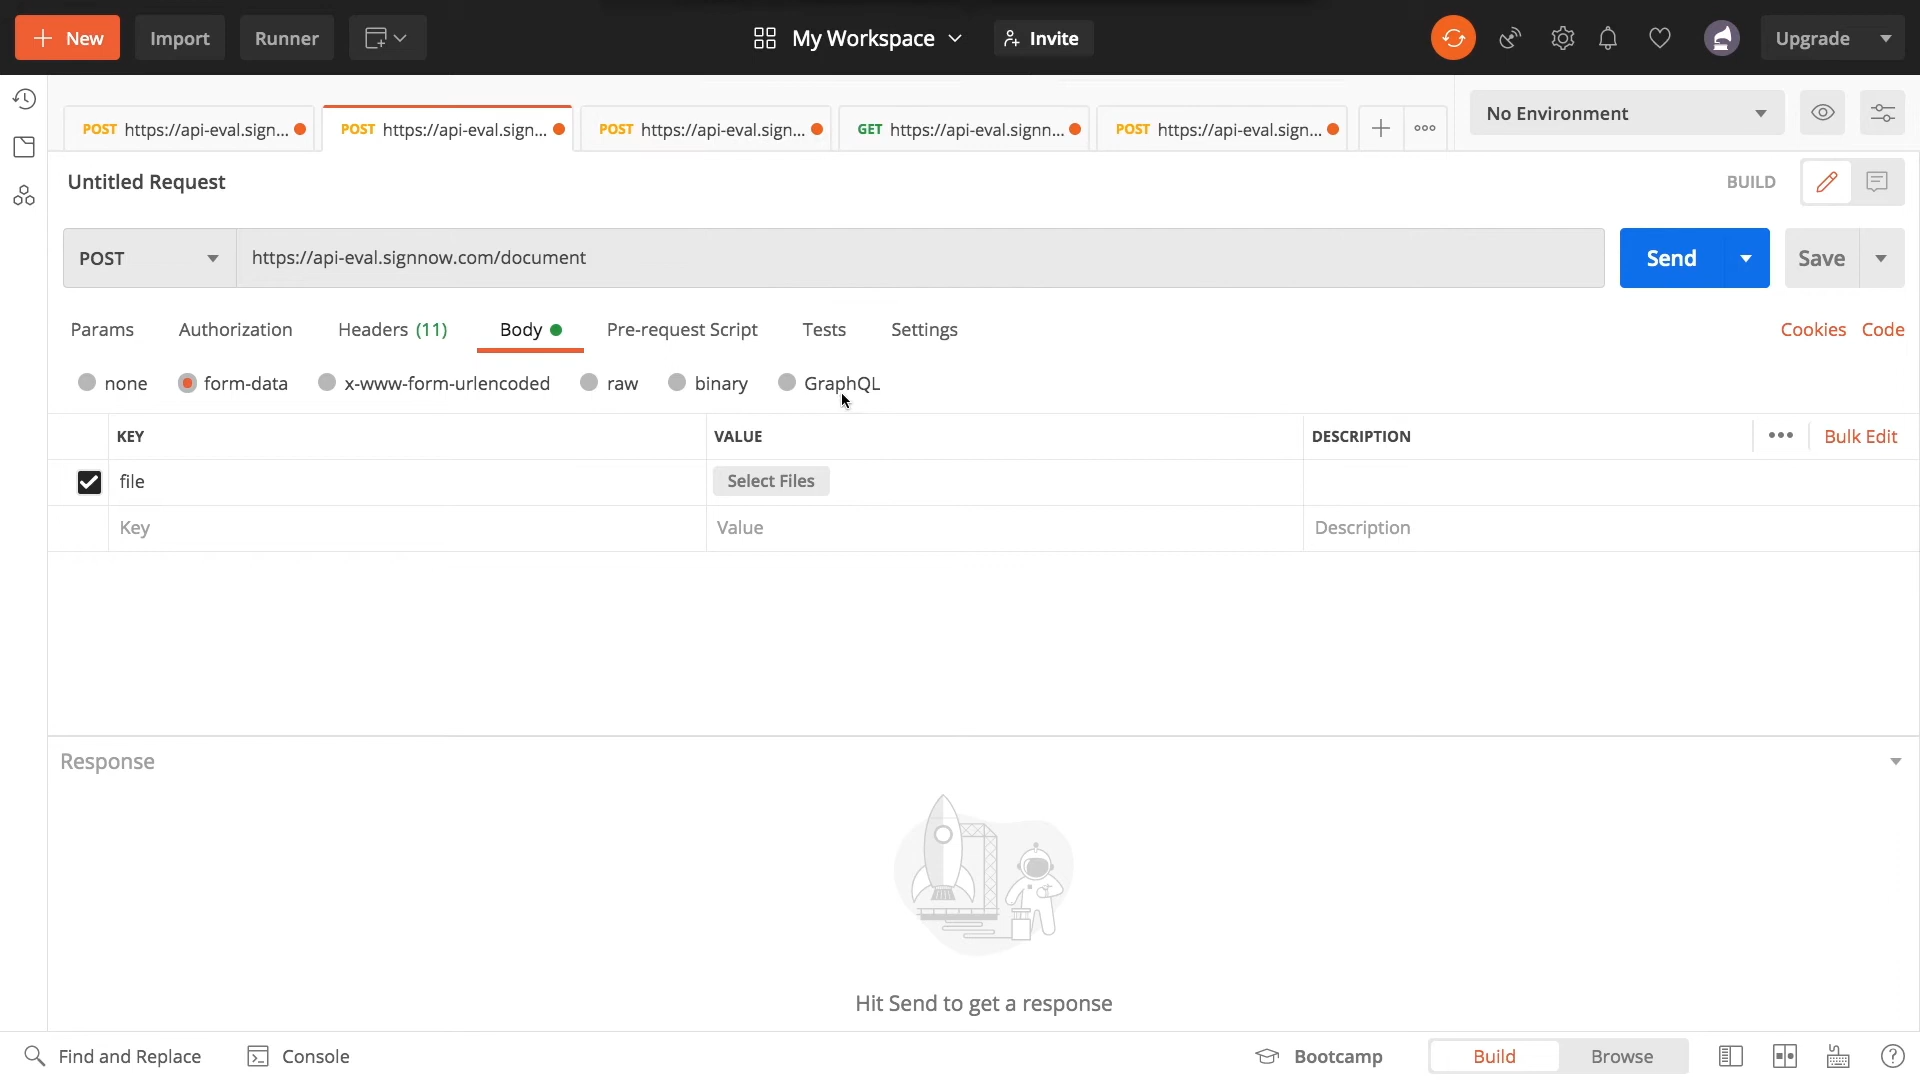 New Import Runner My Workspace Invite Upgrade
POST https://api-eval.sign... POST https://api-eval.sign... POST https://api-eval.sign... GET https://api-eval.signn... POST https://api-eval.sign... No Environment
Untitled Request BUILD
POST https://api-eval.signnow.com/document Send Save
Params Authorization Headers (11) Body Pre-request Script Tests Settings Cookies Code
none form-data x-www-form-urlencoded raw binary GraphQL
KEY VALUE DESCRIPTION Bulk Edit
file Select Files
Key Value Description
Response
Hit Send to get a response
Find and Replace Console Bootcamp Build Browse